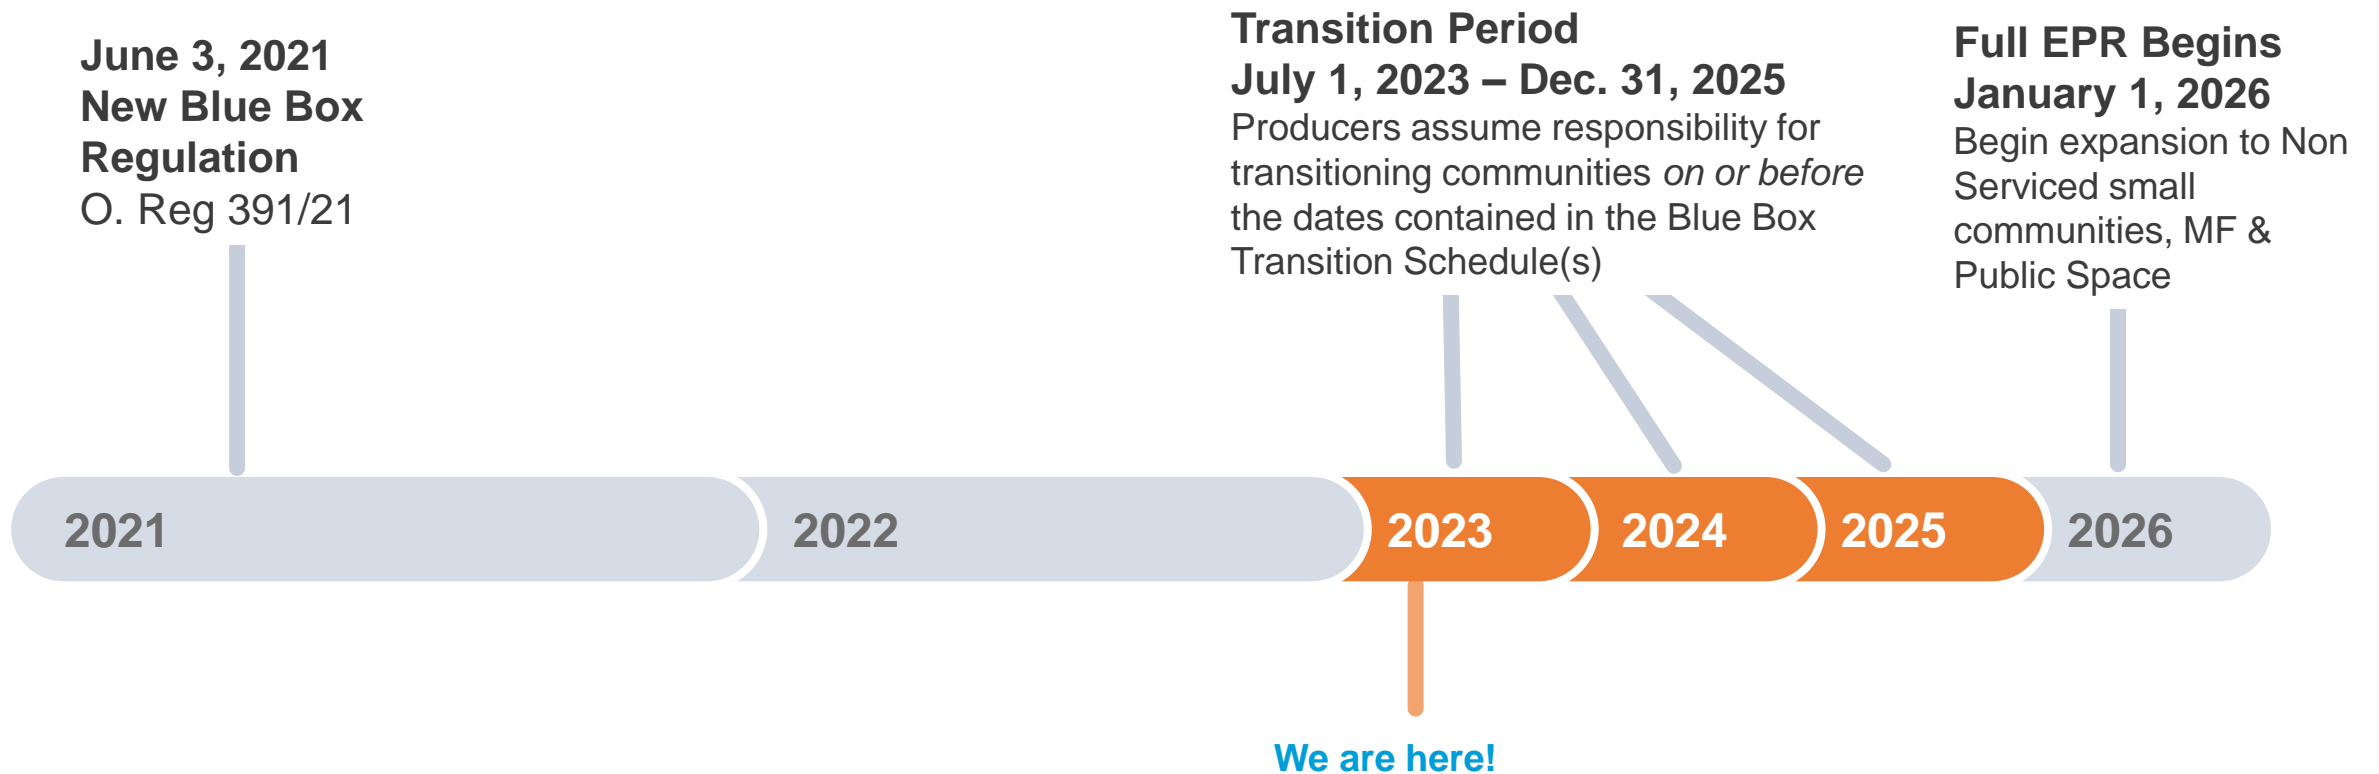 June 3, 2021
New Blue Box
Regulation
O. Reg 391/21
Transition Period
July 1, 2023 – Dec. 31, 2025
Producers assume responsibility for
transitioning communities on or before
the dates contained in the Blue Box
Transition Schedule(s)
Full EPR Begins
January 1, 2026
Begin expansion to Non
Serviced small
communities, MF &
Public Space
2021
2022
2023
2024
2025
2026
We are here!